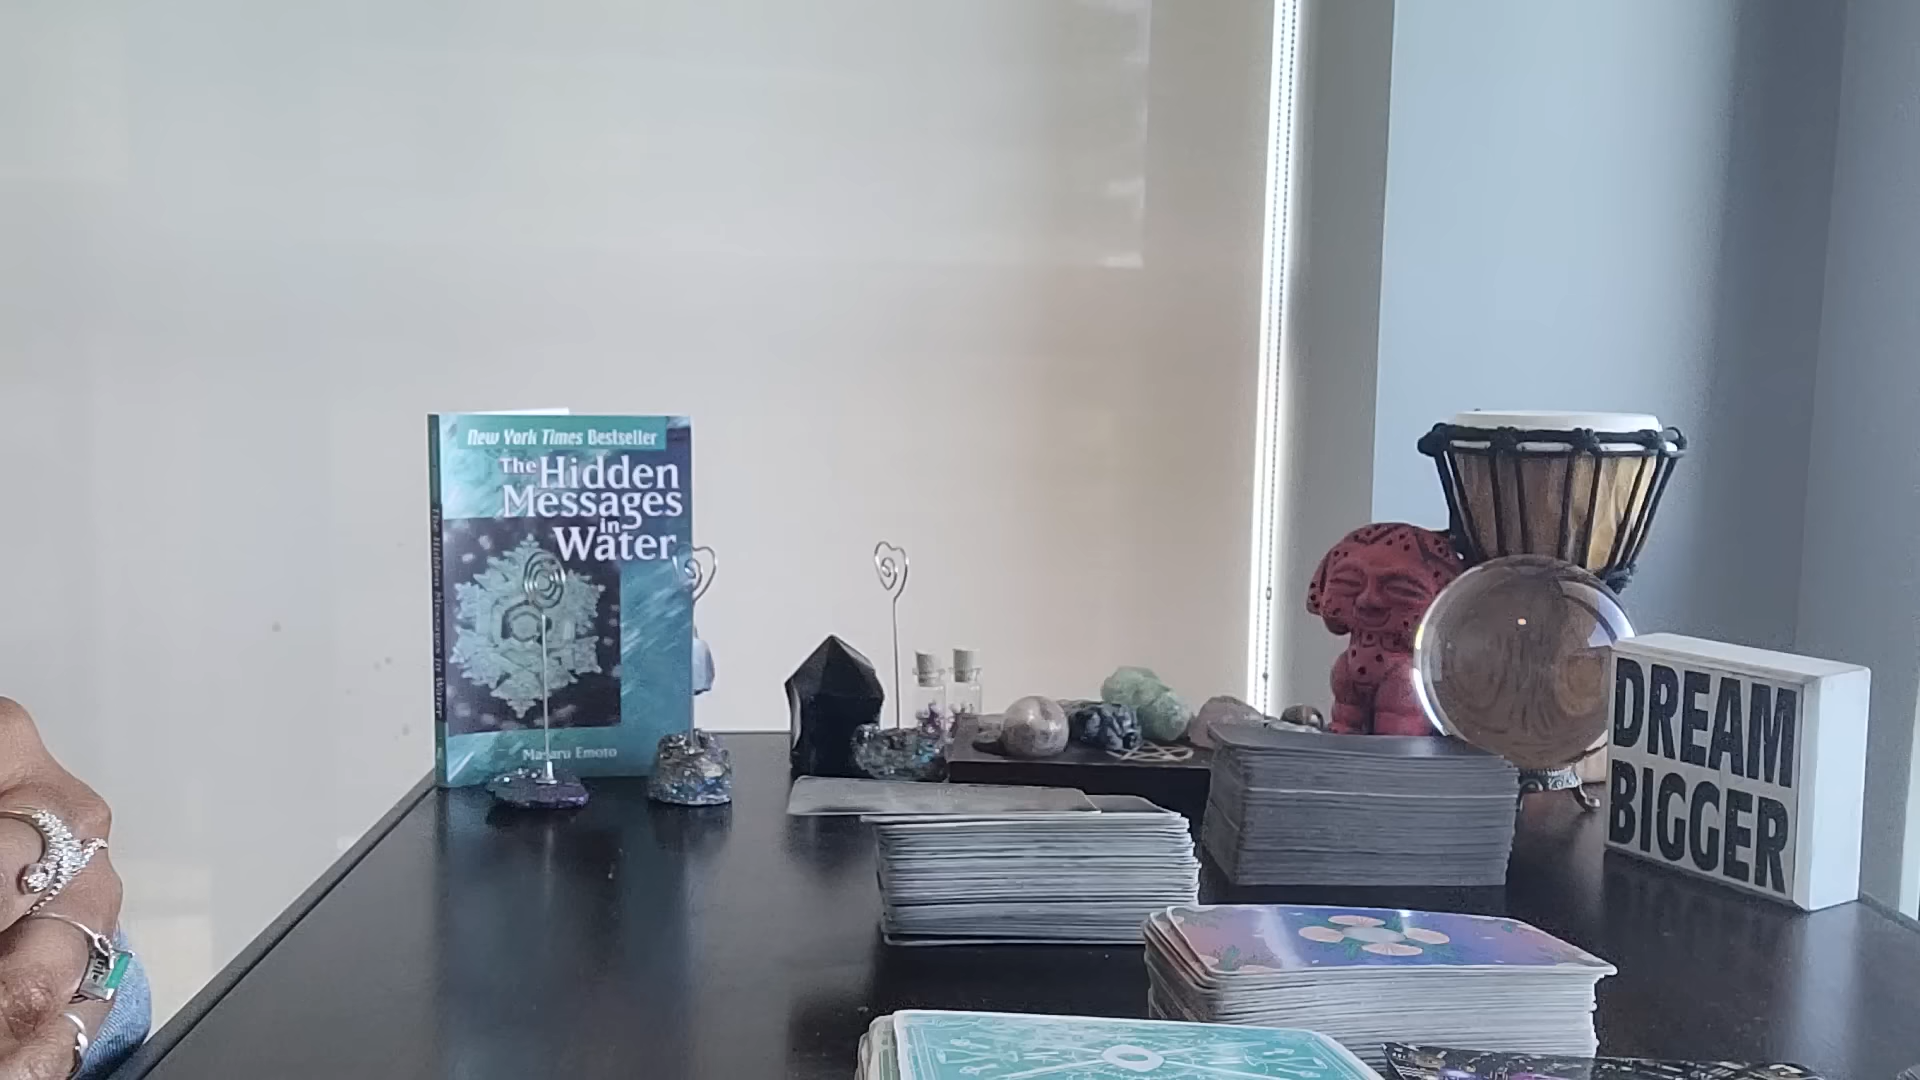 New York Times Bestseller
The Hidden
Messages
in
Water
Masaru Emoto
The Hidden Messages in Water
DREAM
BIGGER